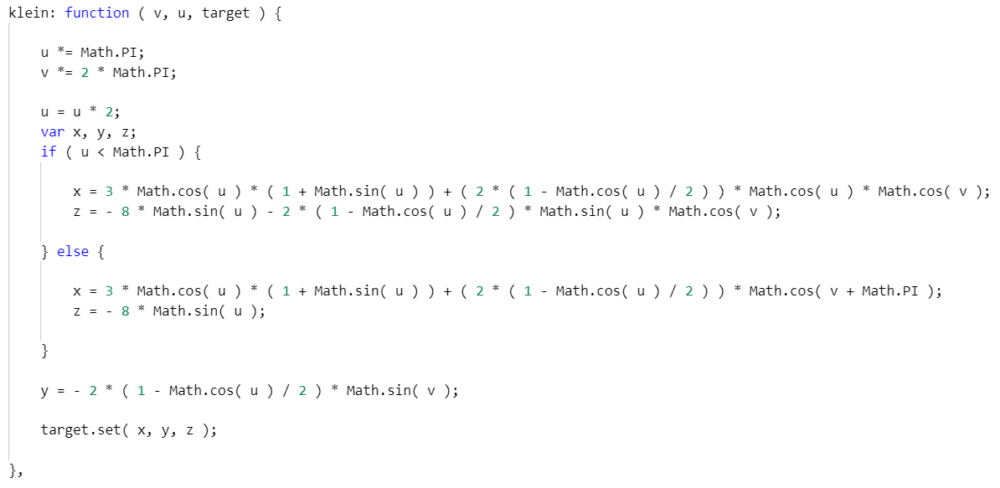 klein: function ( v, u, target ) {
u *= Math.PI;
v *= 2 * Math.PI;
u = u * 2;
var x, y, z;
if ( u < Math.PI ) {
x = 3 * Math.cos( u ) * ( 1 + Math.sin( u ) ) + ( 2 * ( 1 - Math.cos( u ) / 2 ) ) * Math.cos( u ) * Math.cos( v );
z = - 8 * Math.sin( u ) - 2 * ( 1 - Math.cos( u ) / 2 ) * Math.sin( u ) * Math.cos( v );
} else {
x = 3 * Math.cos( u ) * ( 1 + Math.sin( u ) ) + ( 2 * ( 1 - Math.cos( u ) / 2 ) ) * Math.cos( v + Math.PI );
z = - 8 * Math.sin( u );
}
y = - 2 * ( 1 - Math.cos( u ) / 2 ) * Math.sin( v );
target.set( x, y, z );
},